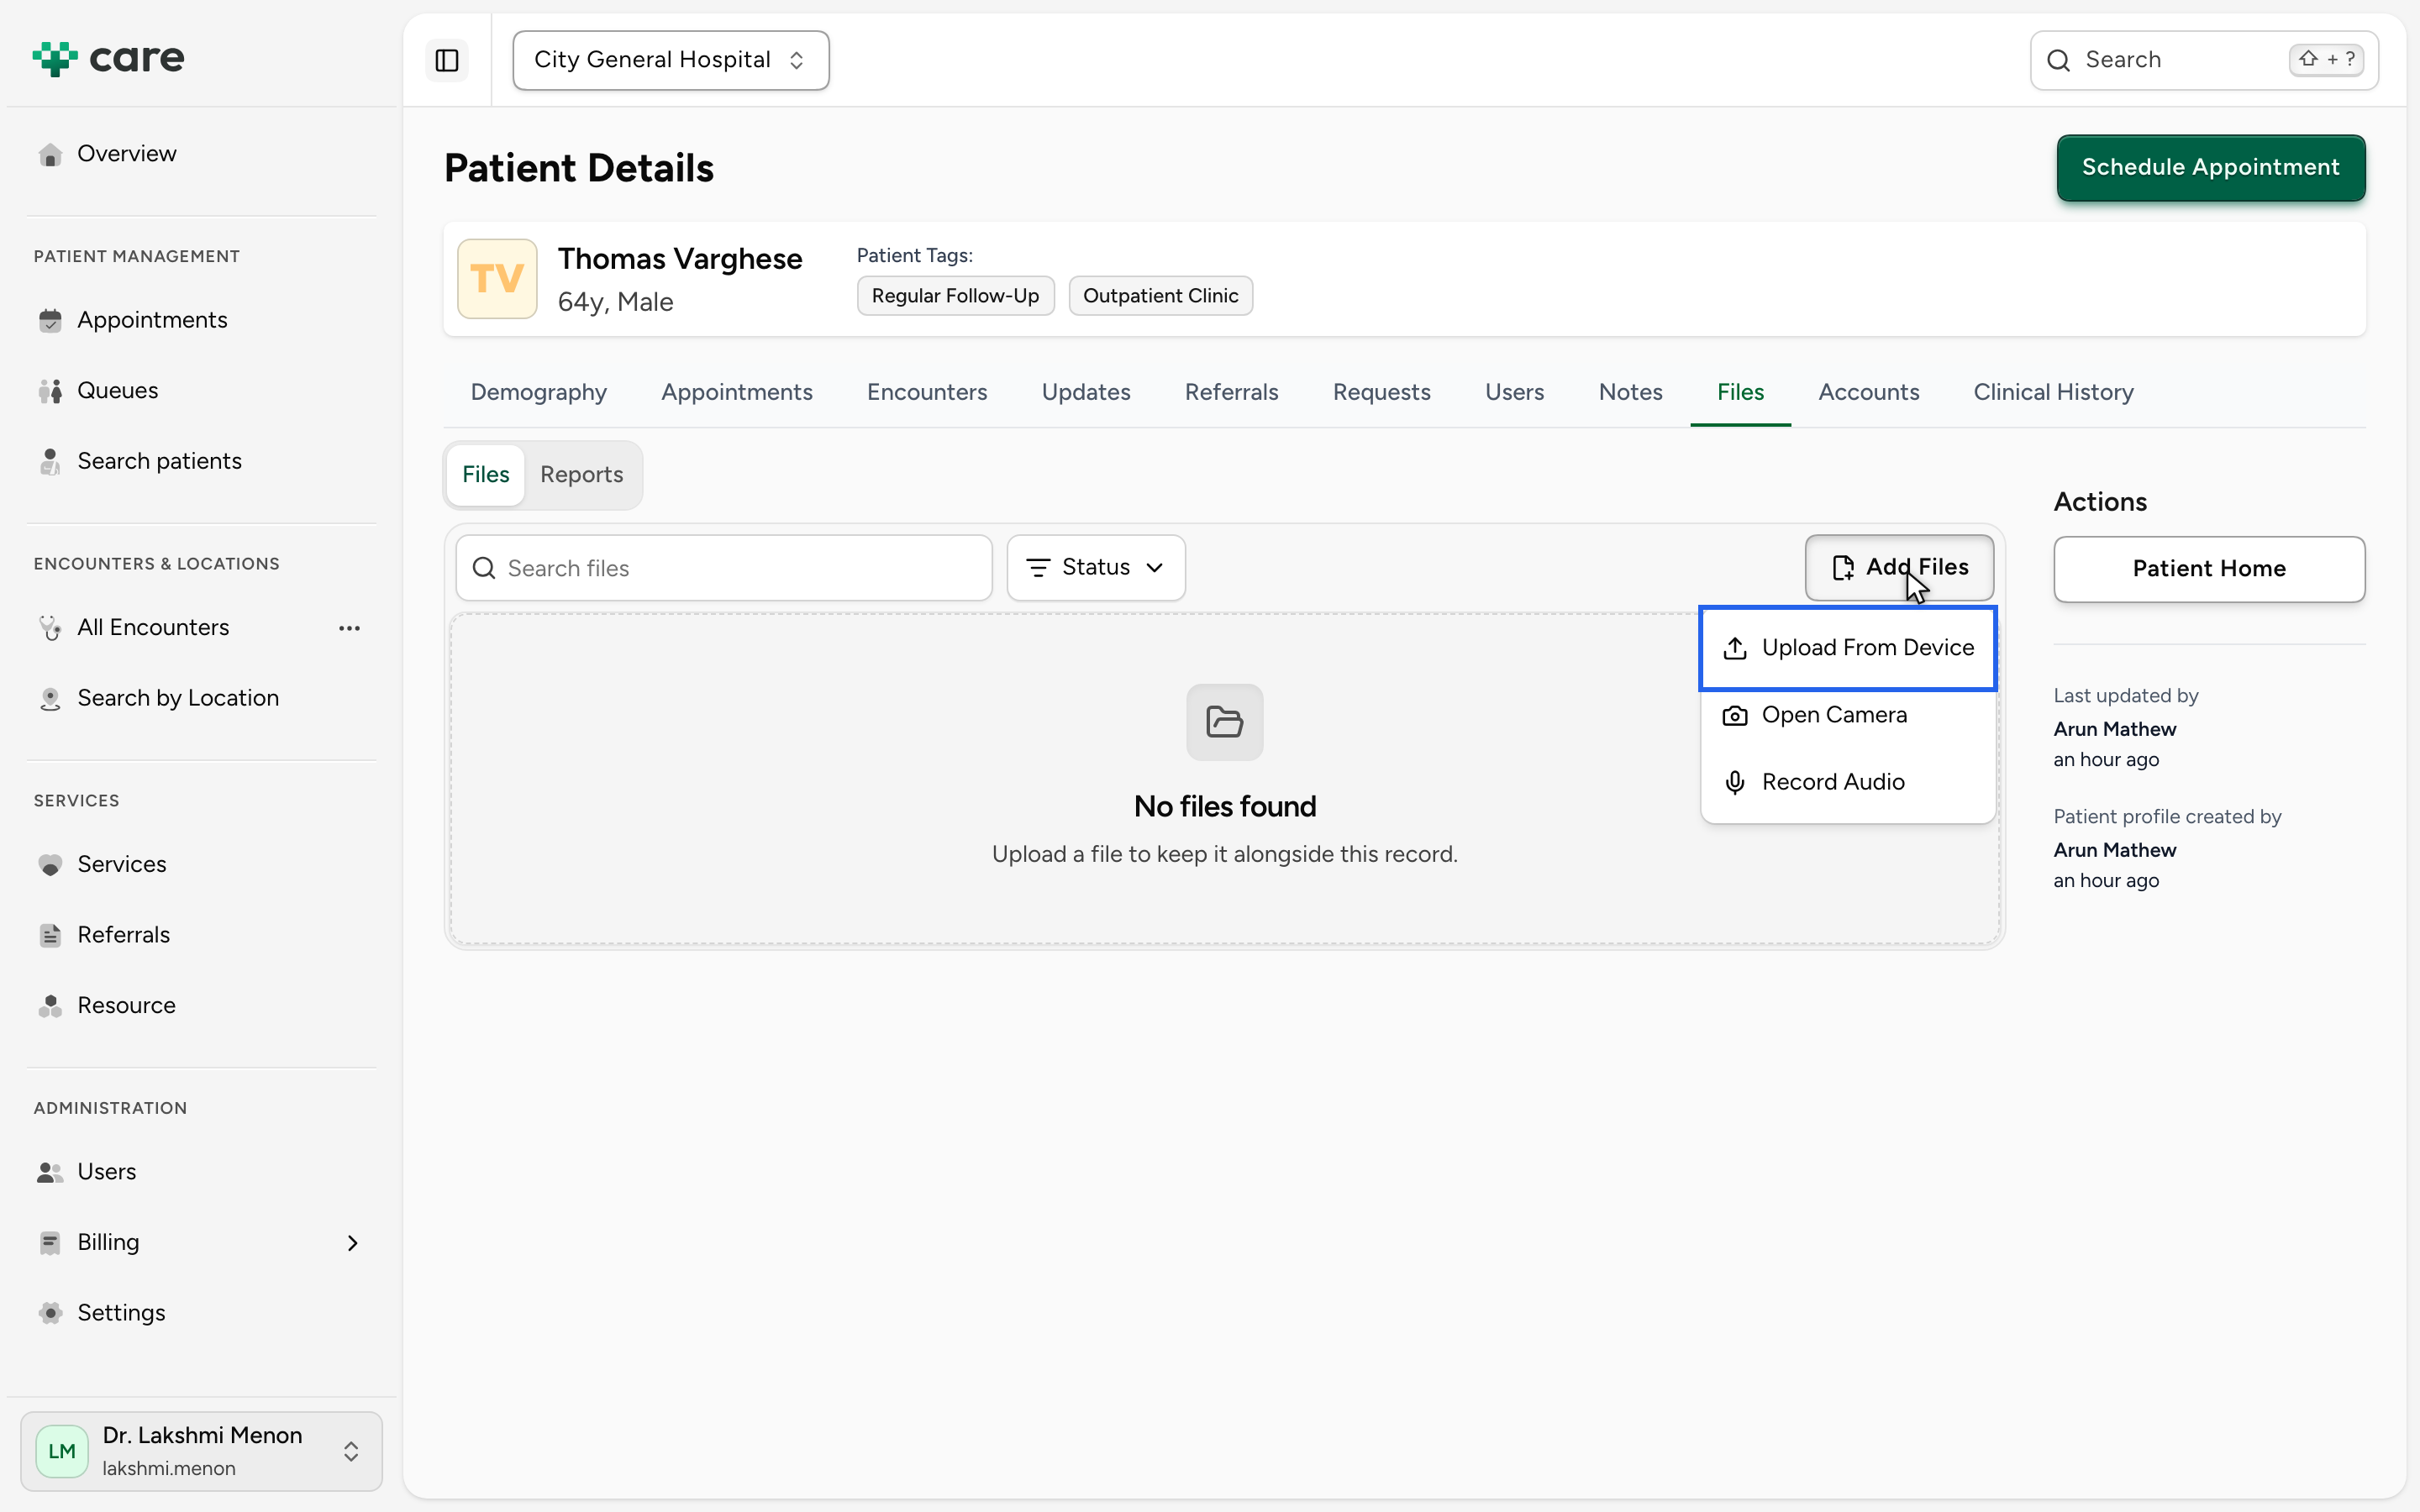 care
City General Hospital
Search
⇧ + ?
Overview
PATIENT MANAGEMENT
Appointments
Queues
Search patients
ENCOUNTERS & LOCATIONS
All Encounters
Search by Location
SERVICES
Services
Referrals
Resource
ADMINISTRATION
Users
Billing
Settings
LM
Dr. Lakshmi Menon
lakshmi.menon
Patient Details
Schedule Appointment
TV
Thomas Varghese
64y, Male
Patient Tags:
Regular Follow-Up
Outpatient Clinic
Demography
Appointments
Encounters
Updates
Referrals
Requests
Users
Notes
Files
Accounts
Clinical History
Files
Reports
Search files
Status
Add Files
Upload From Device
Open Camera
Record Audio
No files found
Upload a file to keep it alongside this record.
Actions
Patient Home
Last updated by
Arun Mathew
an hour ago
Patient profile created by
Arun Mathew
an hour ago